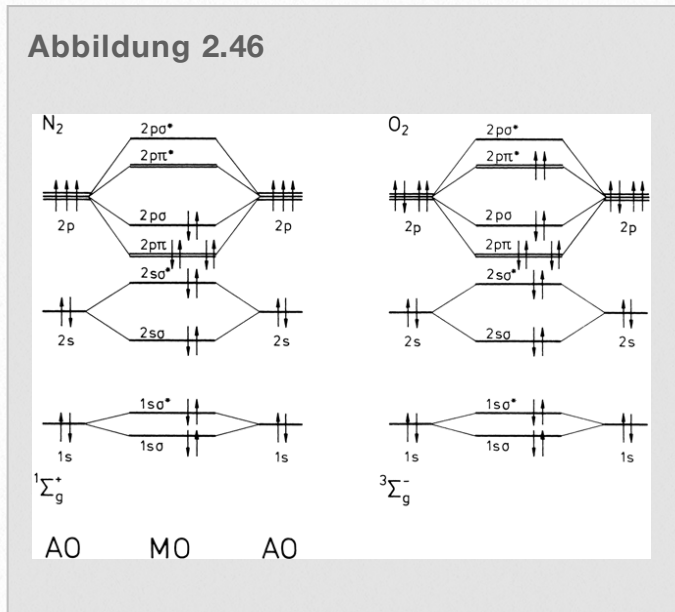 Abbildung 2.46
N₂ O₂
2pσ* 2pσ*
2pπ* 2pπ*
2p 2pσ 2p 2p 2pσ 2p
2pπ 2pπ
2sσ* 2sσ*
2s 2sσ 2s 2s 2sσ 2s
1sσ* 1sσ*
1s 1sσ 1s 1s 1sσ 1s
¹Σg⁺ ³Σg⁻
AO MO AO